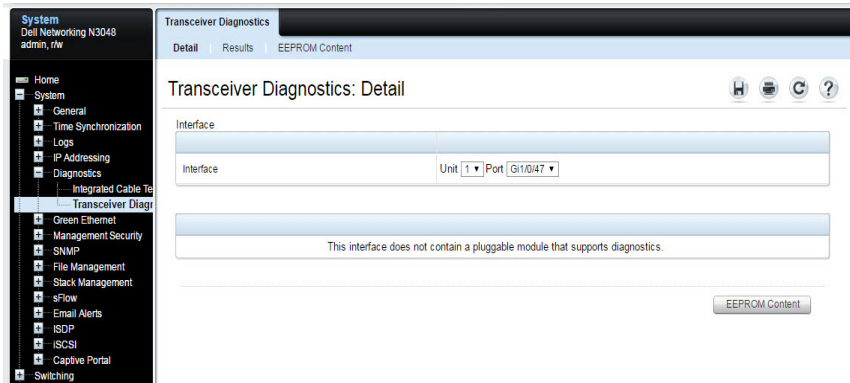 System
Dell Networking N3048
admin, r/w
Home
System
General
Time Synchronization
Logs
IP Addressing
Diagnostics
Integrated Cable Te
Transceiver Diagr
Green Ethernet
Management Security
SNMP
File Management
Stack Management
sFlow
Email Alerts
ISDP
iSCSI
Captive Portal
Switching
Transceiver Diagnostics
Detail Results EEPROM Content
Transceiver Diagnostics: Detail
Interface
Interface Unit 1 Port Gi1/0/47
This interface does not contain a pluggable module that supports diagnostics.
EEPROM Content